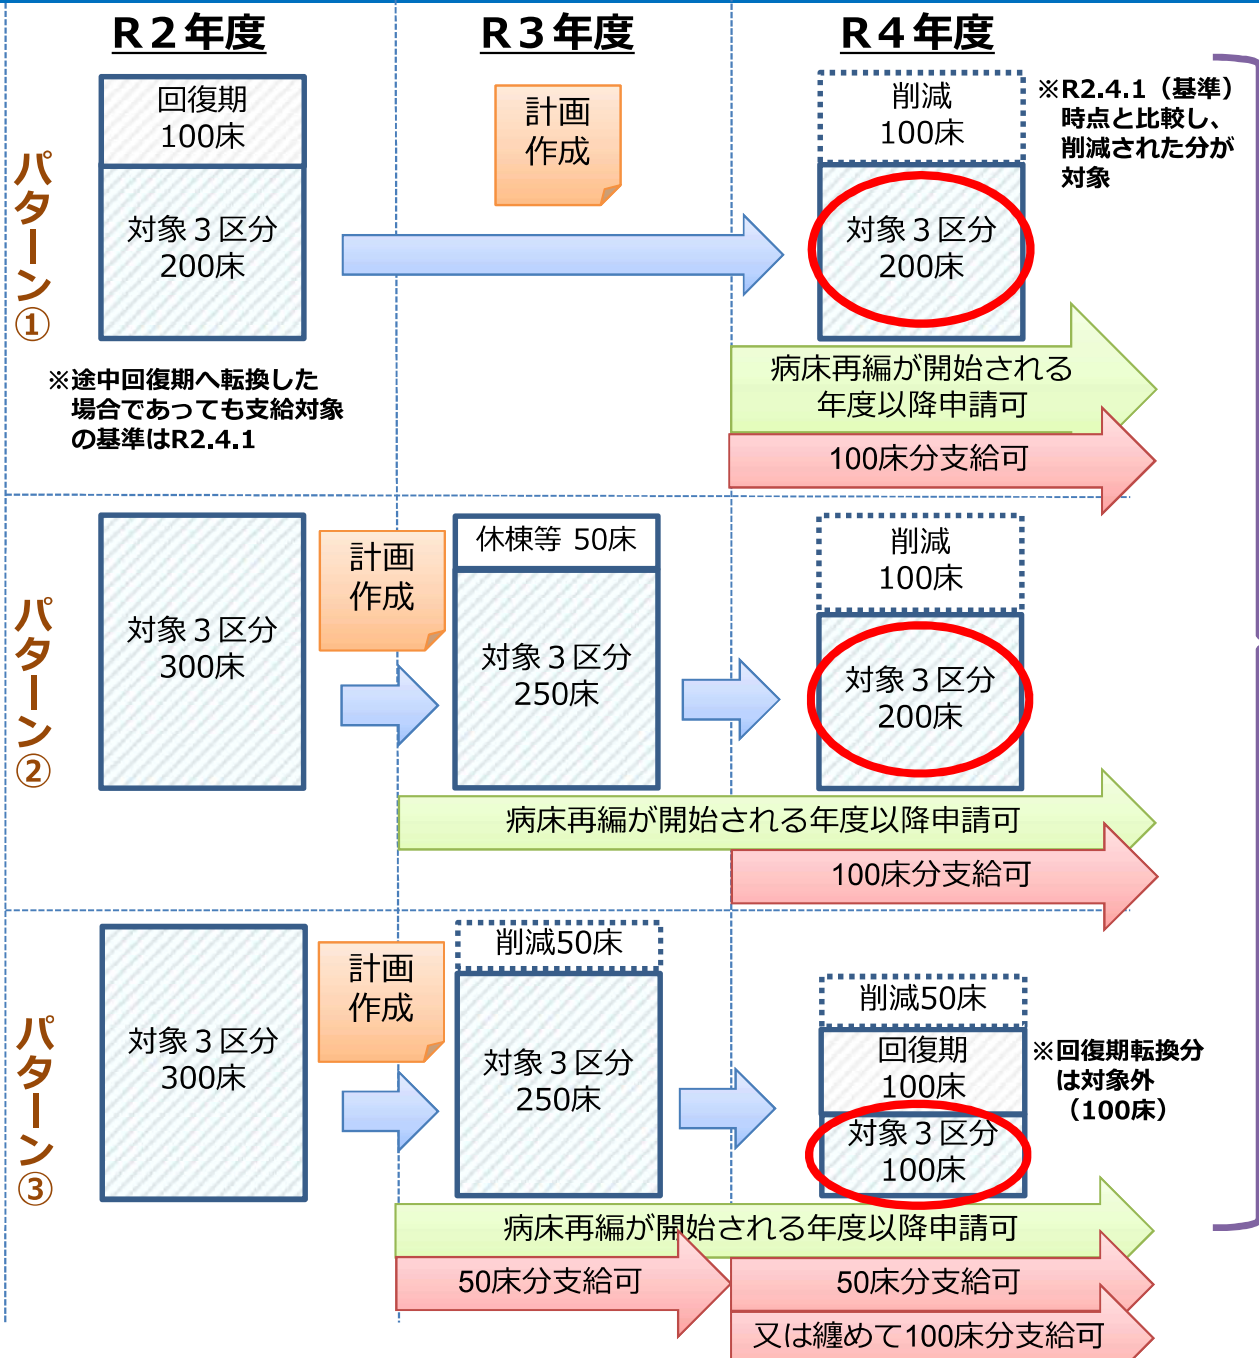 R２年度
R３年度
R４年度
パターン①
回復期
100床
対象３区分
200床
※途中回復期へ転換した
場合であっても支給対象
の基準はR2.4.1
計画
作成
削減
100床
対象３区分
200床
※R2.4.1（基準）
時点と比較し、
削減された分が
対象
病床再編が開始される
年度以降申請可
100床分支給可
パターン②
対象３区分
300床
計画
作成
休棟等 50床
対象３区分
250床
削減
100床
対象３区分
200床
病床再編が開始される年度以降申請可
100床分支給可
パターン③
対象３区分
300床
計画
作成
削減50床
対象３区分
250床
削減50床
回復期
100床
対象３区分
100床
※回復期転換分
は対象外
（100床）
病床再編が開始される年度以降申請可
50床分支給可
50床分支給可
又は纏めて100床分支給可